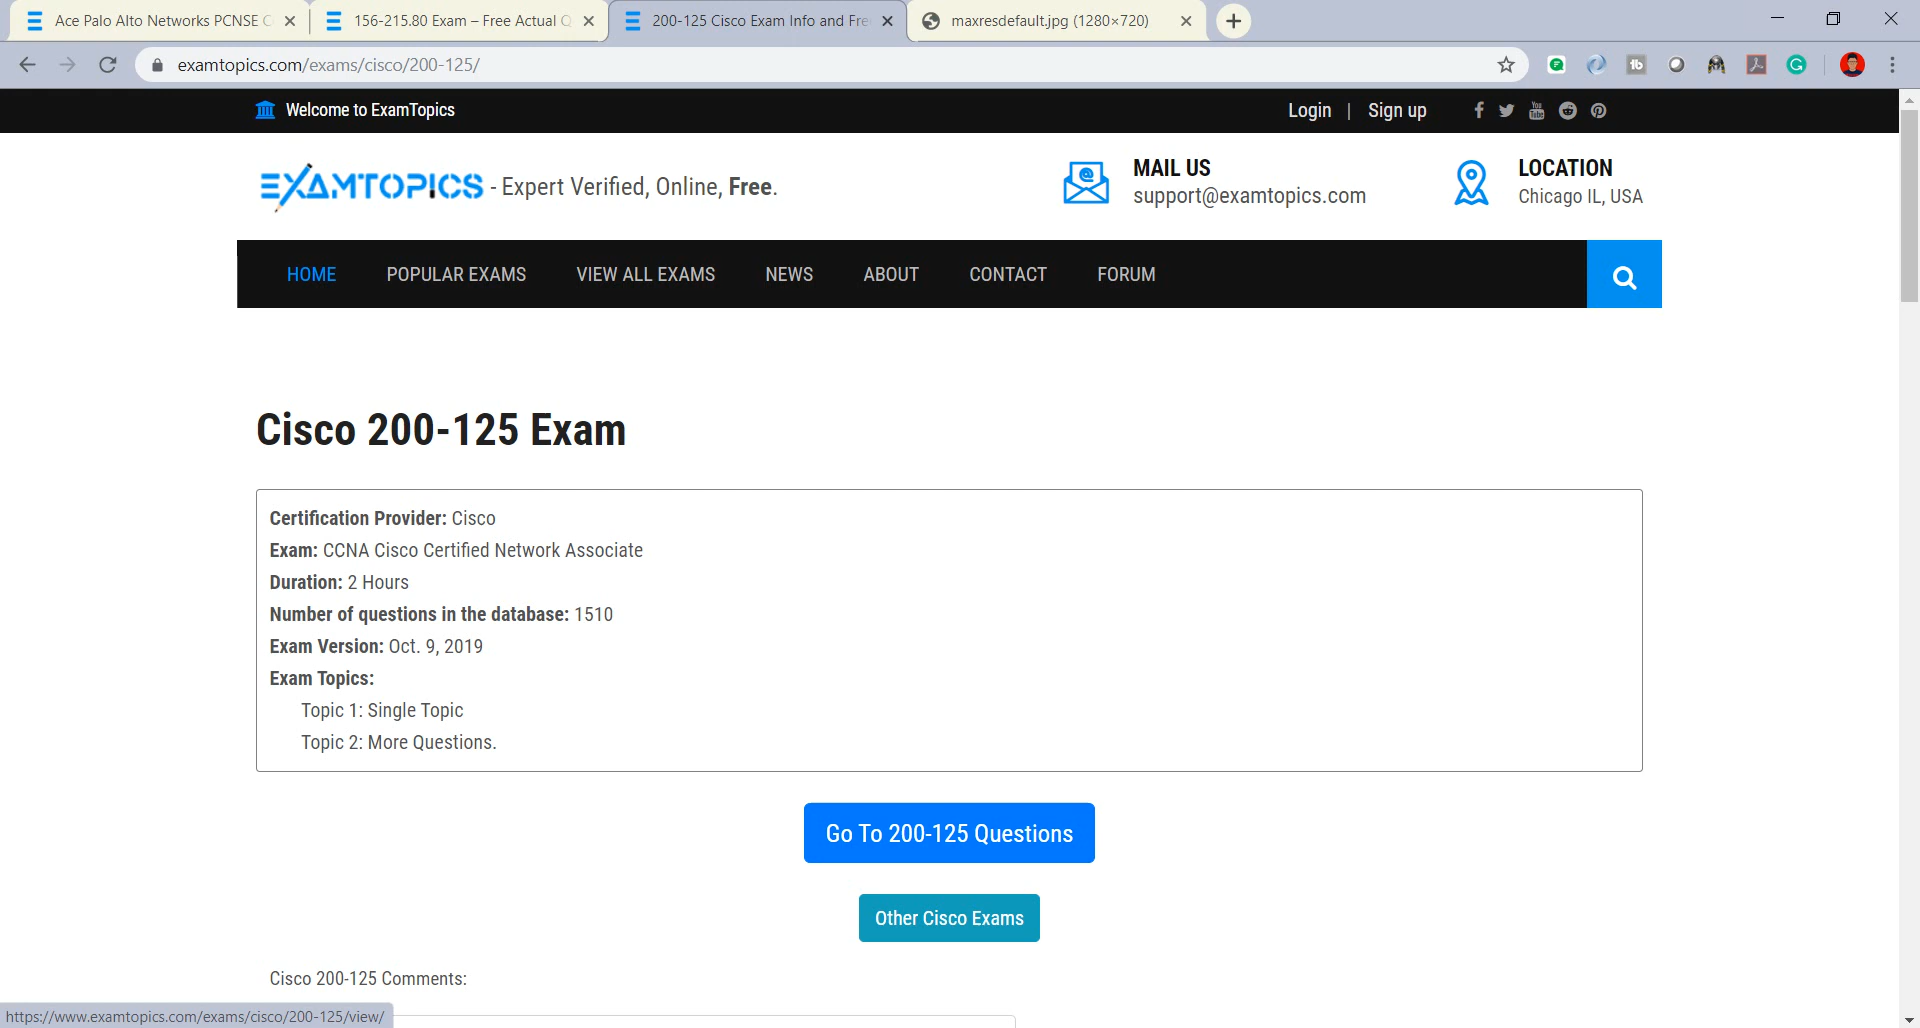 Ace Palo Alto Networks PCNSE
156-215.80 Exam – Free Actual Q
200-125 Cisco Exam Info and Fre
maxresdefault.jpg (1280×720)
examtopics.com/exams/cisco/200-125/
Welcome to ExamTopics
Login | Sign up
EXAMTOPICS - Expert Verified, Online, Free.
MAIL US
support@examtopics.com
LOCATION
Chicago IL, USA
HOME POPULAR EXAMS VIEW ALL EXAMS NEWS ABOUT CONTACT FORUM
Cisco 200-125 Exam
Certification Provider: Cisco
Exam: CCNA Cisco Certified Network Associate
Duration: 2 Hours
Number of questions in the database: 1510
Exam Version: Oct. 9, 2019
Exam Topics:
Topic 1: Single Topic
Topic 2: More Questions.
Go To 200-125 Questions
Other Cisco Exams
Cisco 200-125 Comments:
https://www.examtopics.com/exams/cisco/200-125/view/